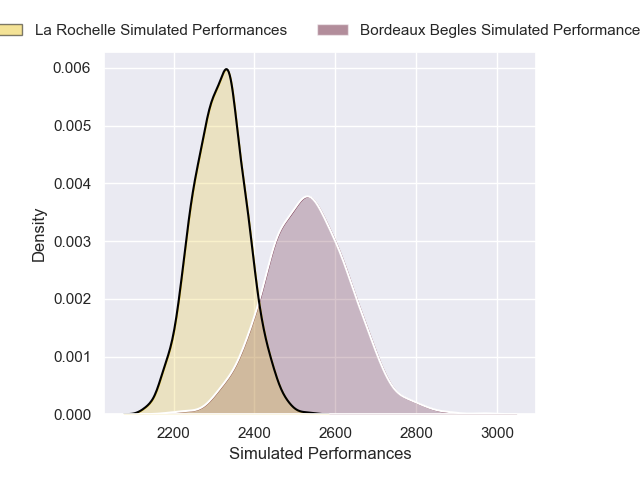 La Rochelle Simulated Performances
Bordeaux Begles Simulated Performance
0.006
0.005
0.004
0.003
0.002
0.001
0.000
Density
2200 2400 2600 2800 3000
Simulated Performances